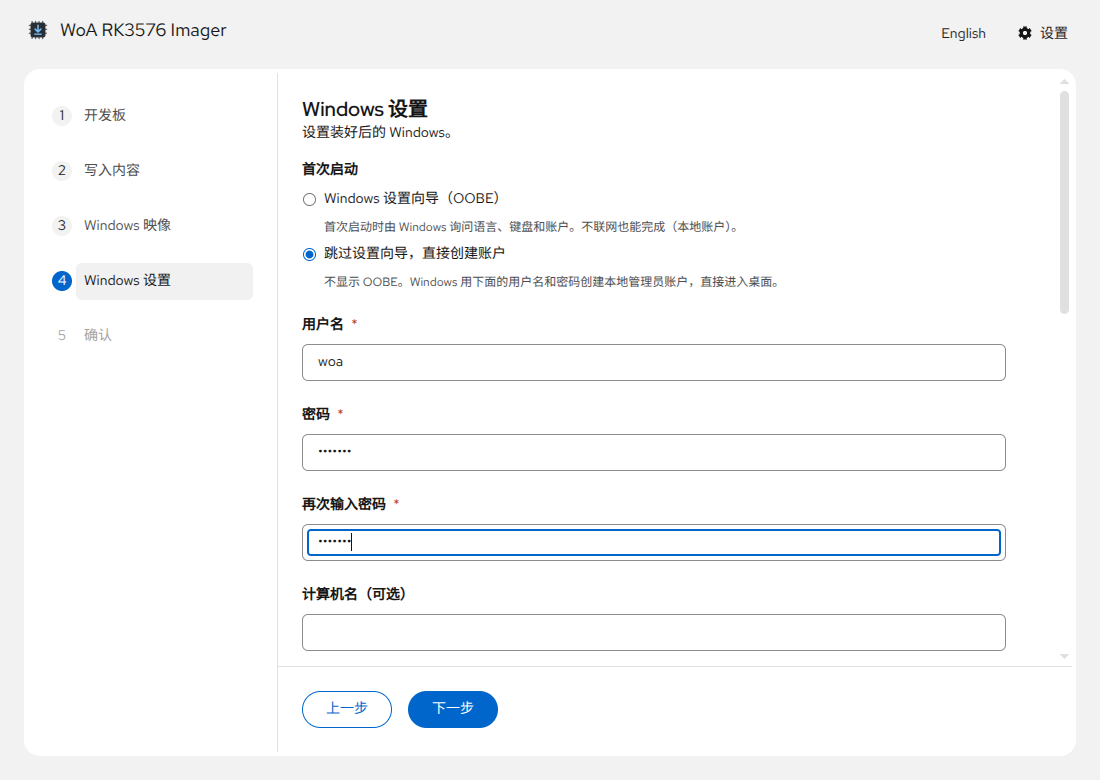 WoA RK3576 Imager
English
设置
1 开发板
2 写入内容
3 Windows 映像
4 Windows 设置
5 确认
Windows 设置
设置装好后的 Windows。
首次启动
Windows 设置向导（OOBE）
首次启动时由 Windows 询问语言、键盘和账户。不联网也能完成（本地账户）。
跳过设置向导，直接创建账户
不显示 OOBE。Windows 用下面的用户名和密码创建本地管理员账户，直接进入桌面。
用户名 *
woa
密码 *
•••••••
再次输入密码 *
•••••••
计算机名（可选）
上一步
下一步